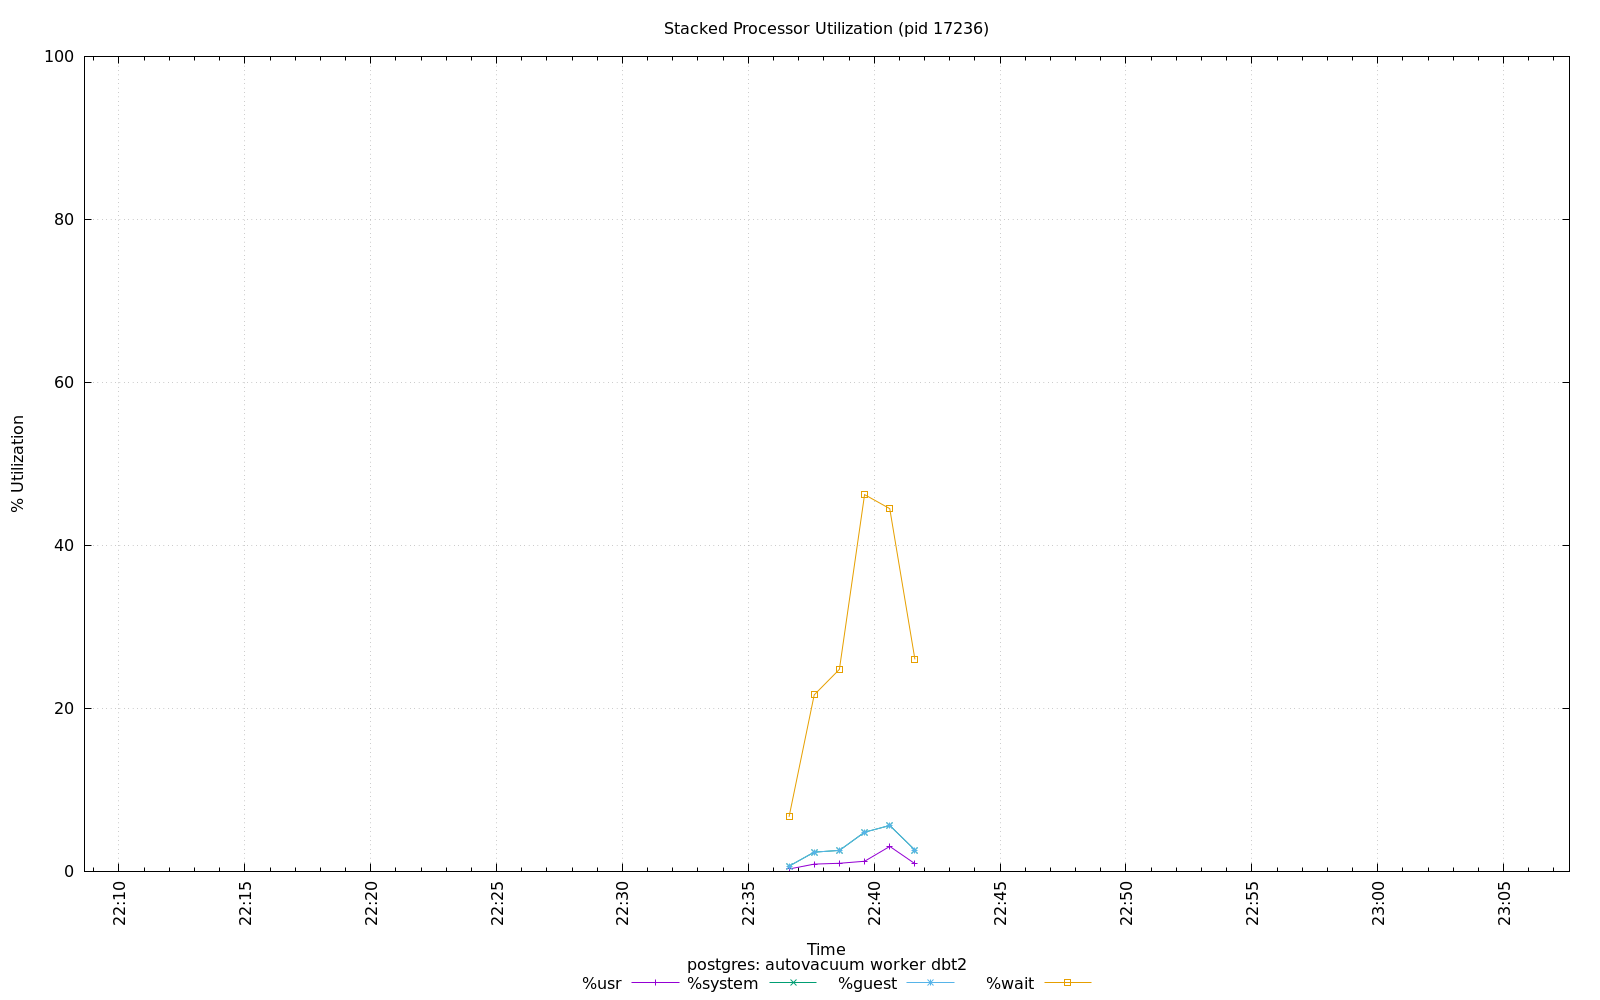 Stacked Processor Utilization (pid 17236)
100
80
60
40
20
0
% Utilization
22:10 22:15 22:20 22:25 22:30 22:35 22:40 22:45 22:50 22:55 23:00 23:05
Time
postgres: autovacuum worker dbt2
%usr %system %guest %wait